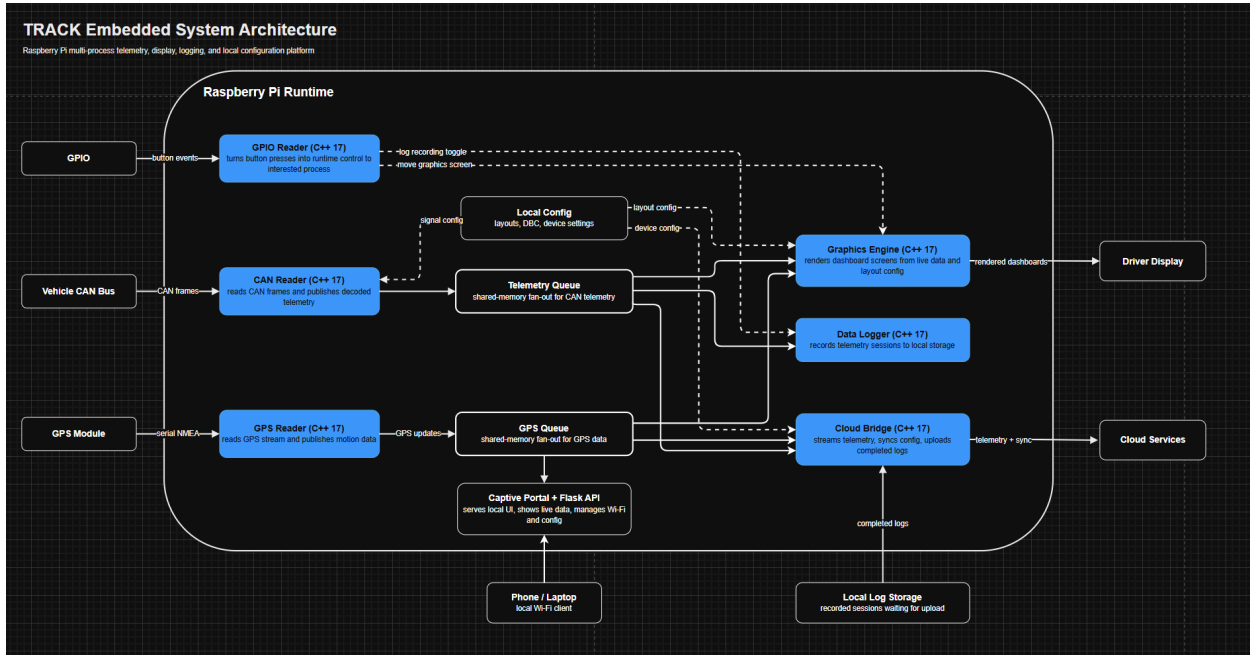 TRACK Embedded System Architecture
Raspberry Pi multi-process telemetry, display, logging, and local configuration platform
Raspberry Pi Runtime
GPIO
button events
GPIO Reader (C++ 17)
turns button presses into runtime control to
interested process
log recording toggle
move graphics screen
Local Config
layouts, DBC, device settings
signal config
layout config
device config
Graphics Engine (C++ 17)
renders dashboard screens from live data and
layout config
rendered dashboards
Driver Display
Vehicle CAN Bus
CAN frames
CAN Reader (C++ 17)
reads CAN frames and publishes decoded
telemetry
Telemetry Queue
shared-memory fan-out for CAN telemetry
Data Logger (C++ 17)
records telemetry sessions to local storage
GPS Module
serial NMEA
GPS Reader (C++ 17)
reads GPS stream and publishes motion data
GPS updates
GPS Queue
shared-memory fan-out for GPS data
Cloud Bridge (C++ 17)
streams telemetry, syncs config, uploads
completed logs
telemetry + sync
Cloud Services
Captive Portal + Flask API
serves local UI, shows live data, manages Wi-Fi
and config
completed logs
Phone / Laptop
local Wi-Fi client
Local Log Storage
recorded sessions waiting for upload